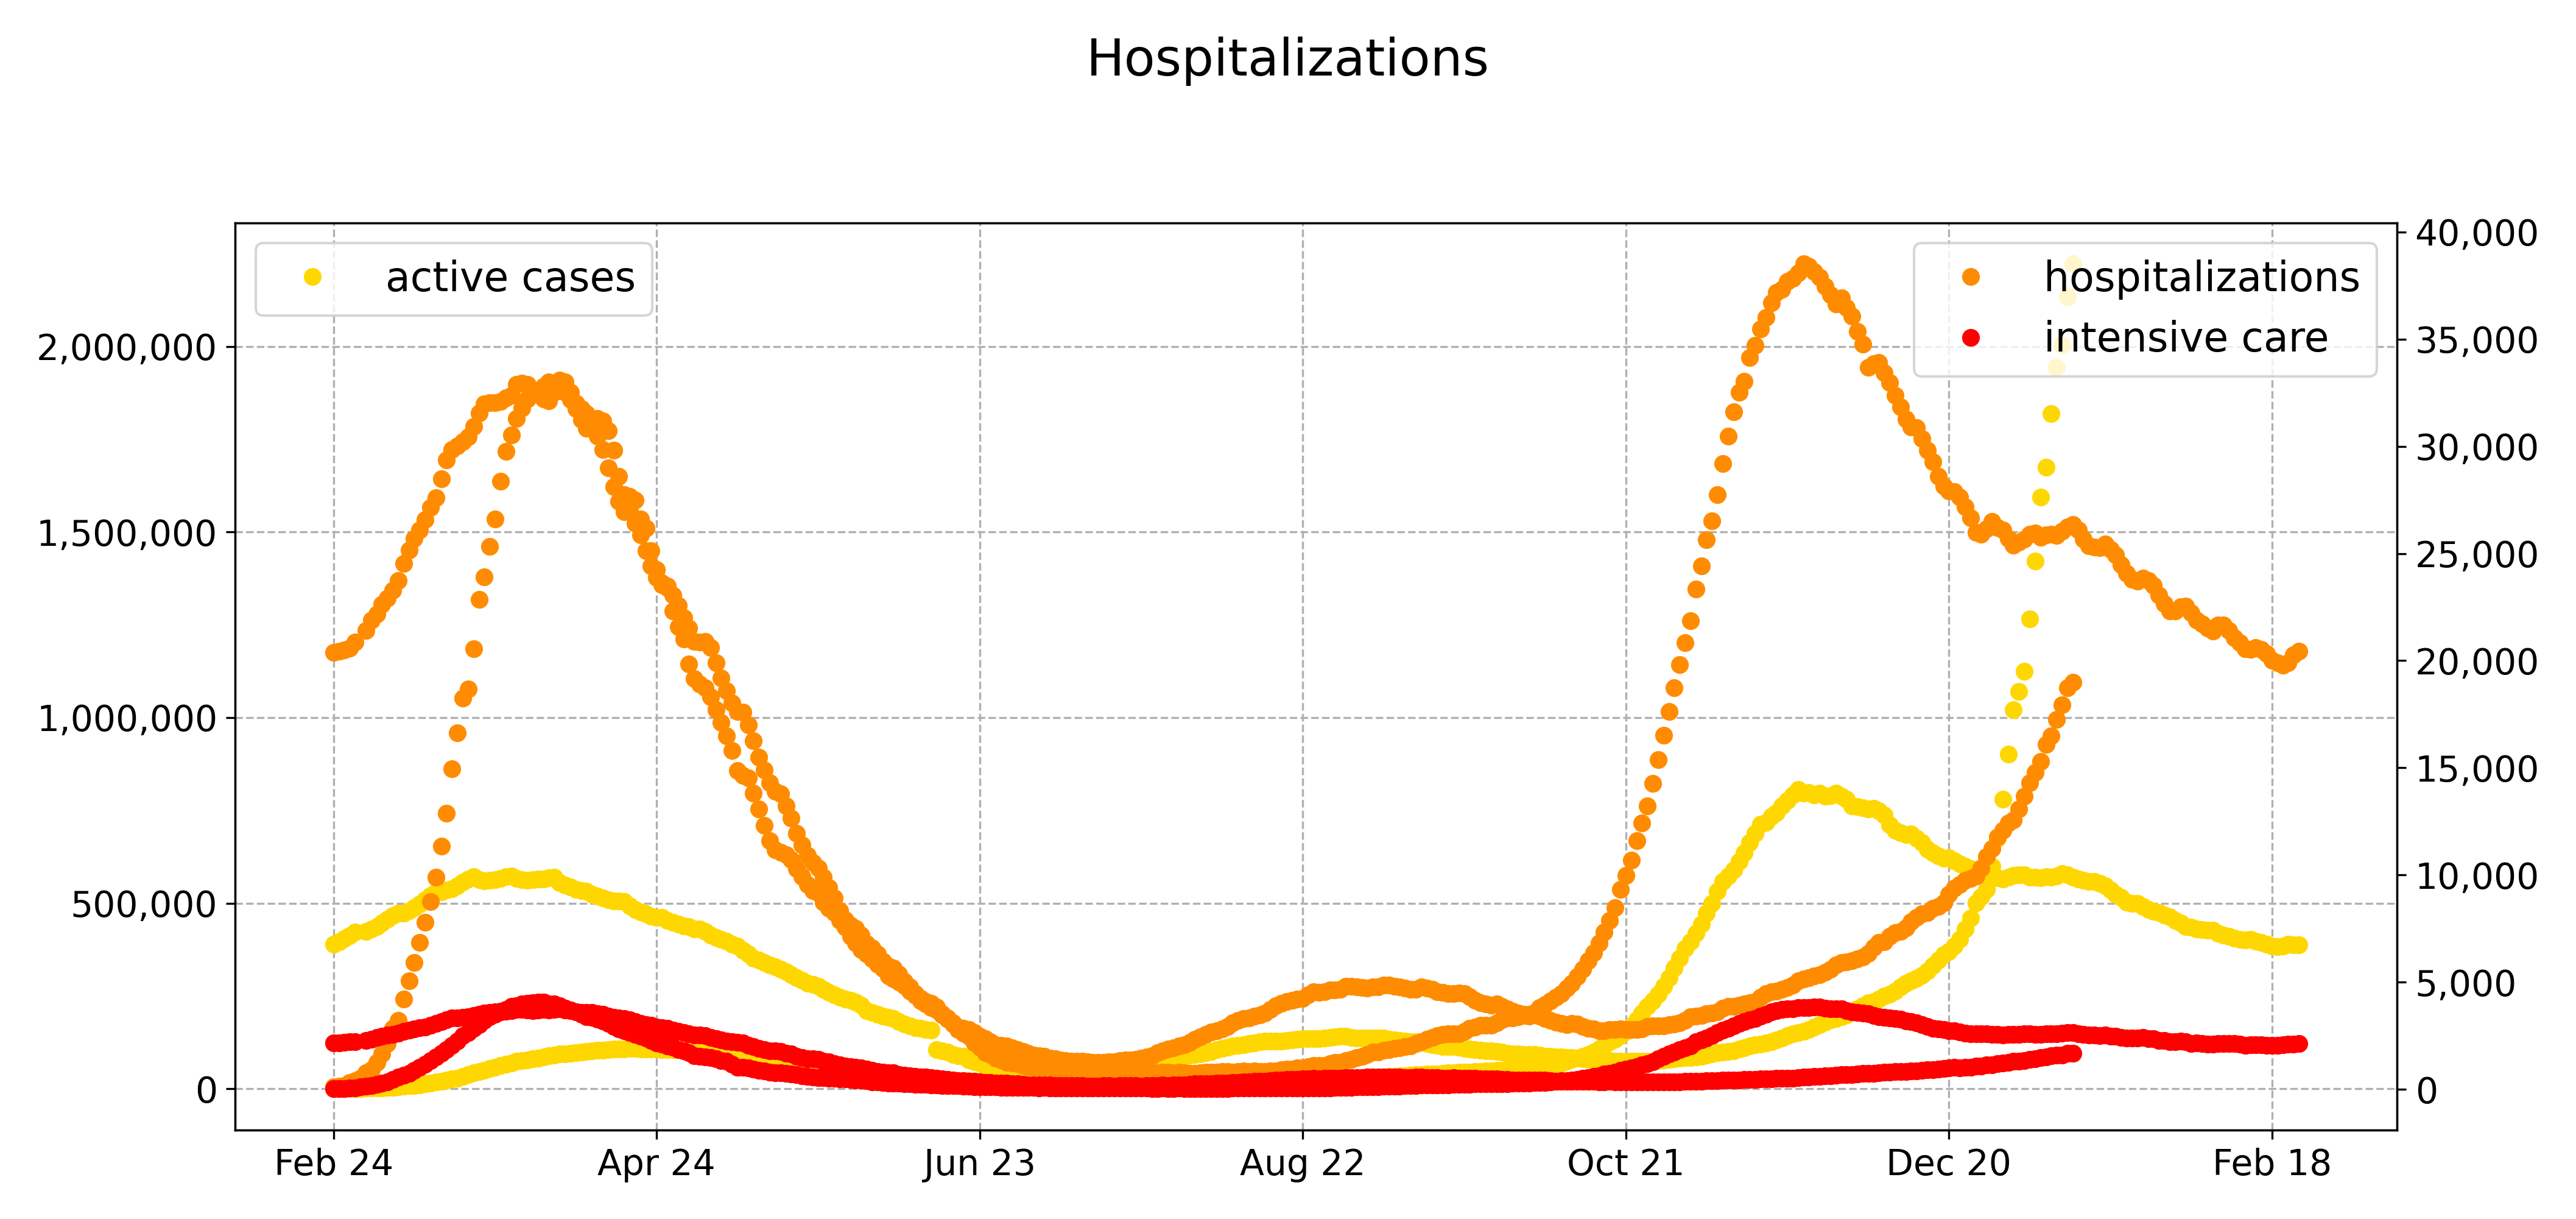 Hospitalizations
active cases
hospitalizations
intensive care
2,000,000
1,500,000
1,000,000
500,000
0
40,000
35,000
30,000
25,000
20,000
15,000
10,000
5,000
0
Feb 24 Apr 24 Jun 23 Aug 22 Oct 21 Dec 20 Feb 18